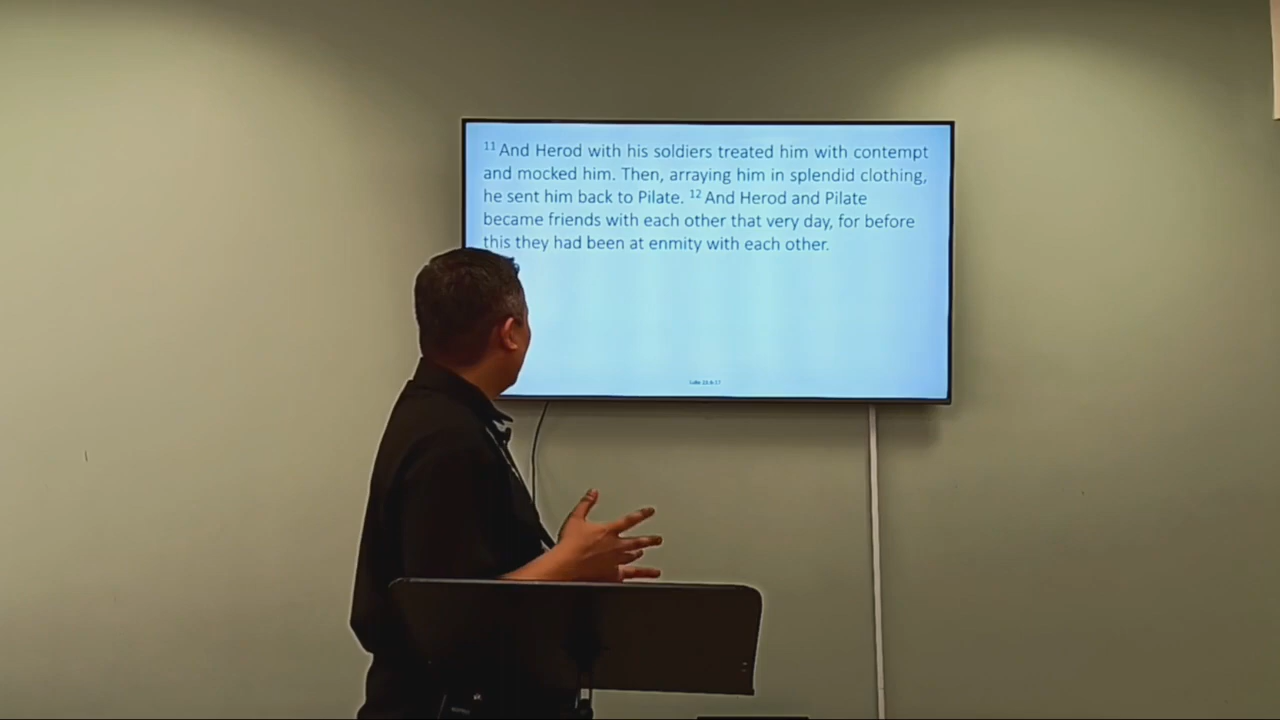 11 And Herod with his soldiers treated him with contempt
and mocked him. Then, arraying him in splendid clothing,
he sent him back to Pilate. 12 And Herod and Pilate
became friends with each other that very day, for before
this they had been at enmity with each other.